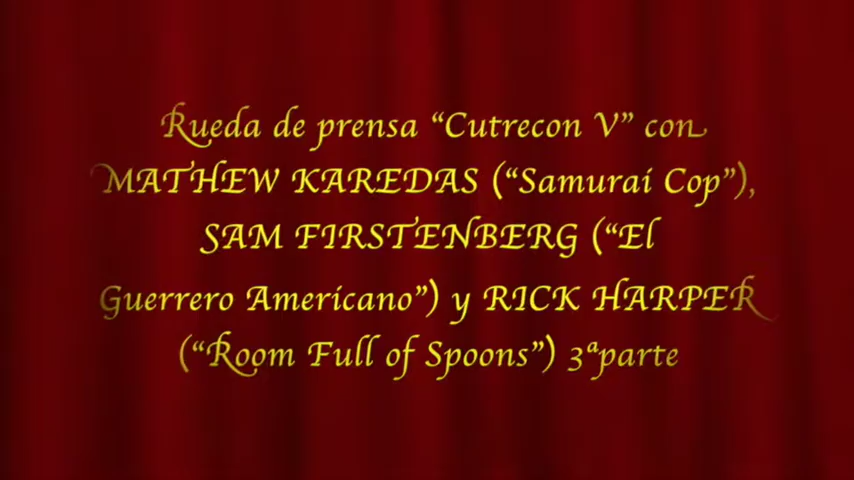 Rueda de prensa “Cutrecon V” con
MATHEW KAREDAS (“Samurai Cop”),
SAM FIRSTENBERG (“El
Guerrero Americano”) y RICK HARPER
(“Room Full of Spoons”) 3ªparte